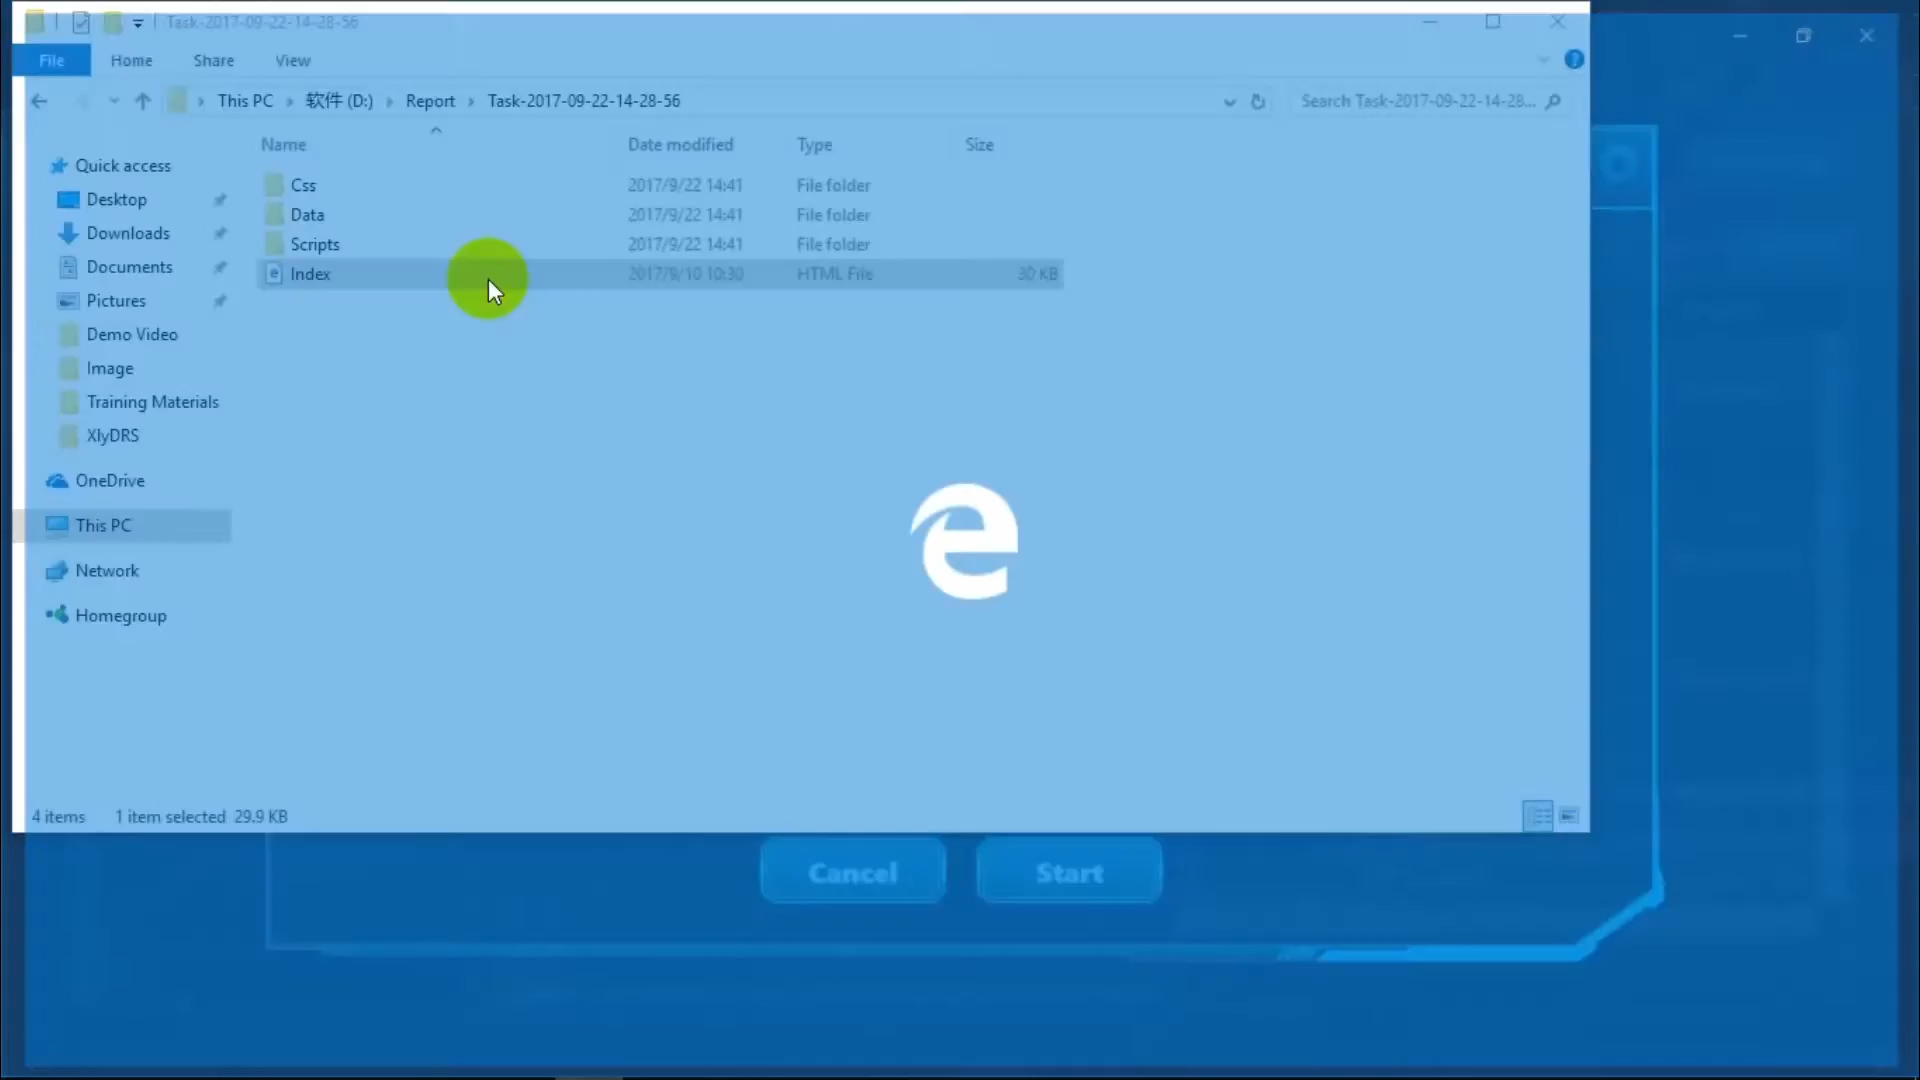 Task-2017-09-22-14-28-56
File Home Share View
This PC 软件 (D:) Report Task-2017-09-22-14-28-56
Search Task-2017-09-22-14-28...
Name Date modified Type Size
Quick access
Desktop
Downloads
Documents
Pictures
Demo Video
Image
Training Materials
XlyDRS
OneDrive
This PC
Network
Homegroup
Css 2017/9/22 14:41 File folder
Data 2017/9/22 14:41 File folder
Scripts 2017/9/22 14:41 File folder
Index 2017/9/10 10:30 HTML File 30 KB
4 items 1 item selected 29.9 KB
Cancel Start